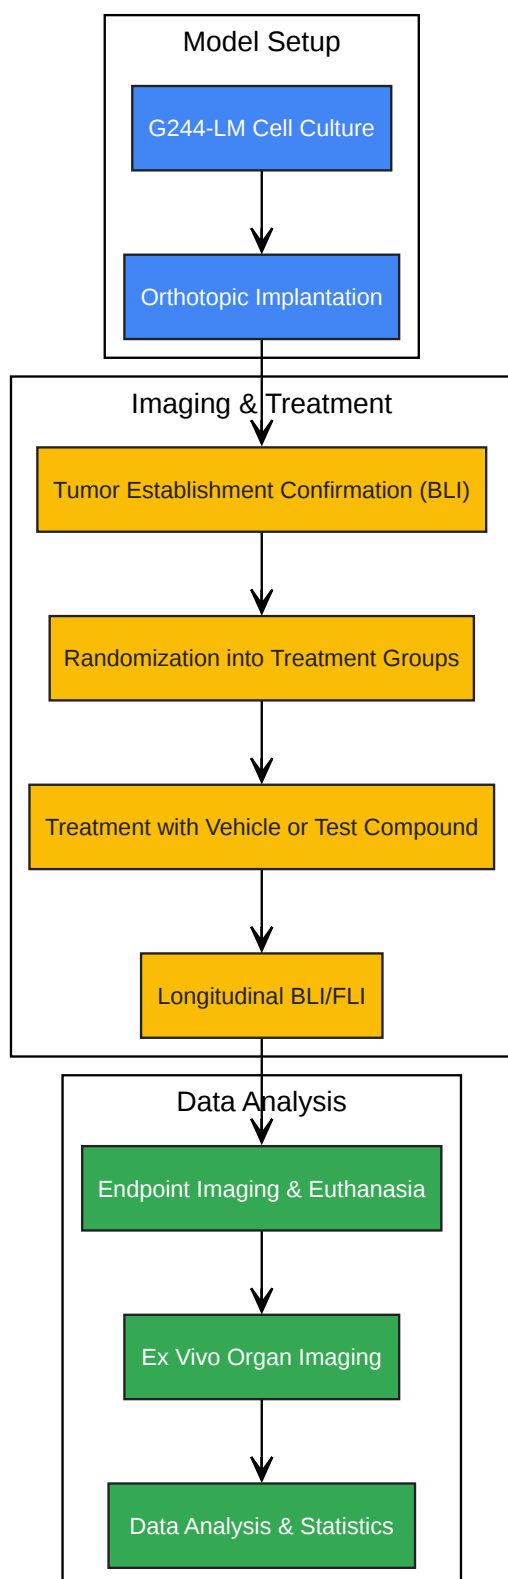 Model Setup
G244-LM Cell Culture
Orthotopic Implantation
Imaging & Treatment
Tumor Establishment Confirmation (BLI)
Randomization into Treatment Groups
Treatment with Vehicle or Test Compound
Longitudinal BLI/FLI
Data Analysis
Endpoint Imaging & Euthanasia
Ex Vivo Organ Imaging
Data Analysis & Statistics